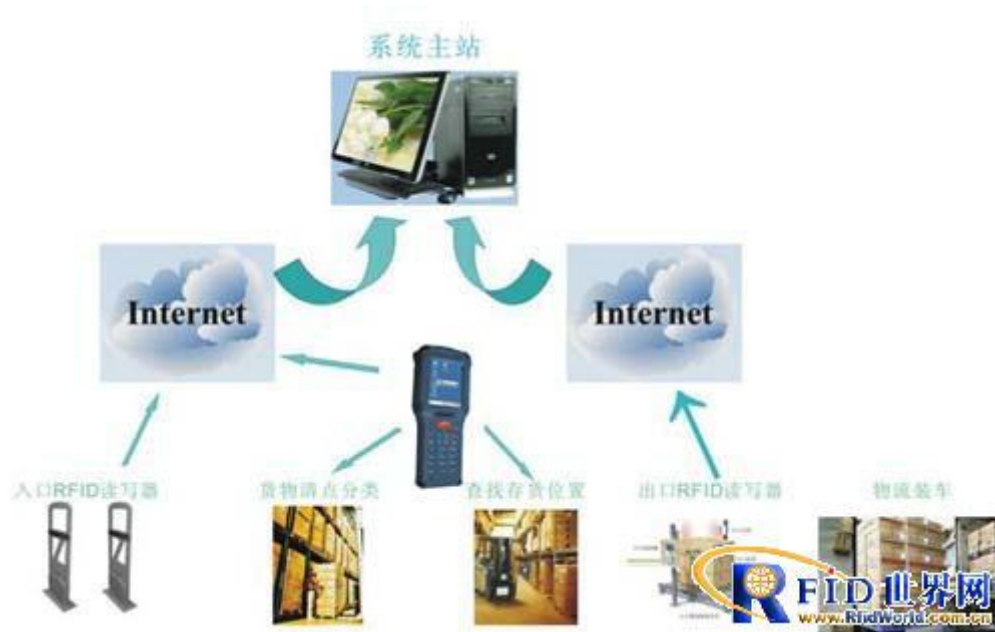 系统主站
Internet
Internet
入口RFID读写器
货物清点分类
查找存货位置
出口RFID读写器
物流装车
RFID世界网
www.RfidWorld.com.cn